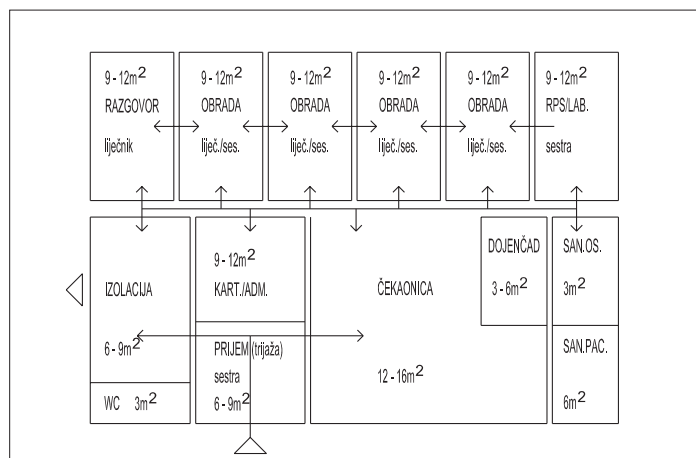 9 - 12m²
RAZGOVOR
liječnik
9 - 12m²
OBRADA
liječ./ses.
9 - 12m²
OBRADA
liječ./ses.
9 - 12m²
OBRADA
liječ./ses.
9 - 12m²
OBRADA
liječ./ses.
9 - 12m²
RPS/LAB.
sestra
IZOLACIJA
6 - 9m²
WC 3m²
9 - 12m²
KART./ADM.
PRIJEM (trijaža)
sestra
6 - 9m²
ČEKAONICA
12 - 16m²
DOJENČAD
3 - 6m²
SAN.OS.
3m²
SAN.PAC.
6m²